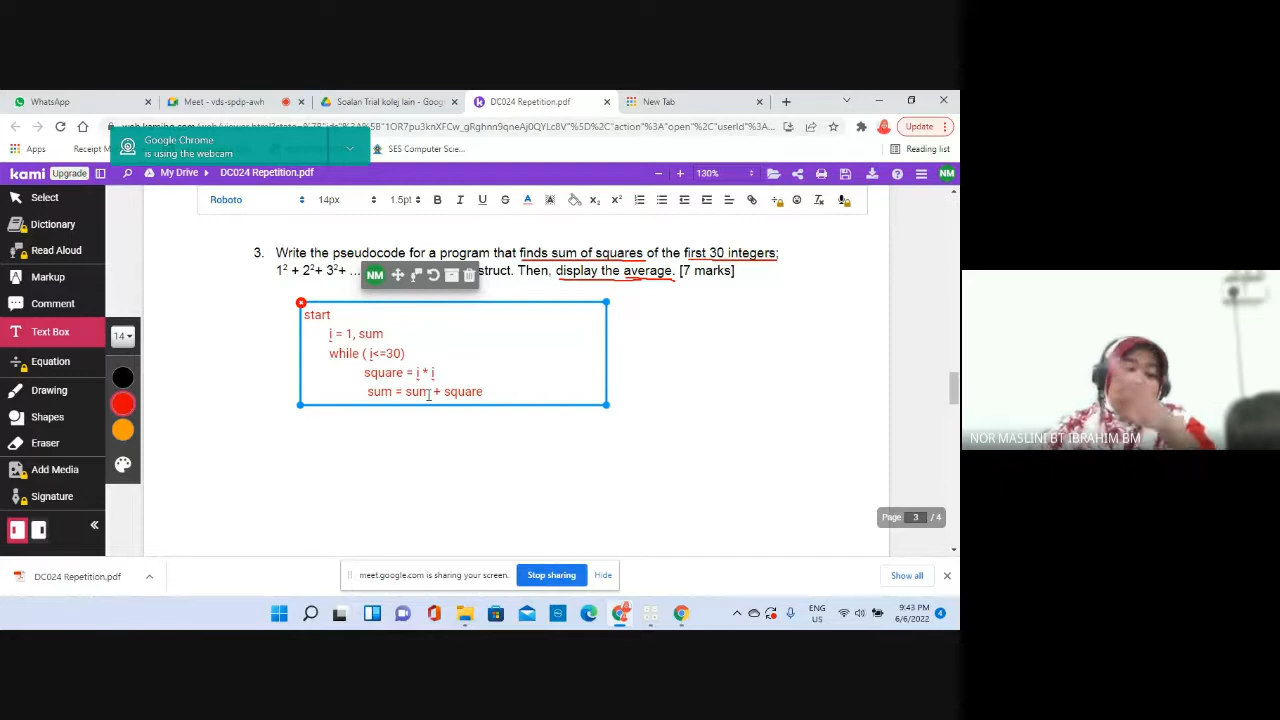 WhatsApp
Meet - vds-spdp-awh
Soalan Trial kolej lain - Goog
DC024 Repetition.pdf
New Tab
Update
Google Chrome
is using the webcam
Apps
Receipt M
SES Computer Scie...
Reading list
kami
Upgrade
My Drive
DC024 Repetition.pdf
130%
NM
Select
Dictionary
Read Aloud
Markup
Comment
Text Box
Equation
Drawing
Shapes
Eraser
Add Media
Signature
14
Roboto
14px
1.5pt
3. Write the pseudocode for a program that finds sum of squares of the first 30 integers;
1² + 2²+ 3²+ ... struct. Then, display the average. [7 marks]
NM
start
i = 1, sum
while ( i<=30)
square = i * i
sum = sum + square
Page 3 / 4
NOR MASLINI BT IBRAHIM BM
DC024 Repetition.pdf
meet.google.com is sharing your screen.
Stop sharing
Hide
Show all
ENG
US
9:43 PM
6/6/2022
4